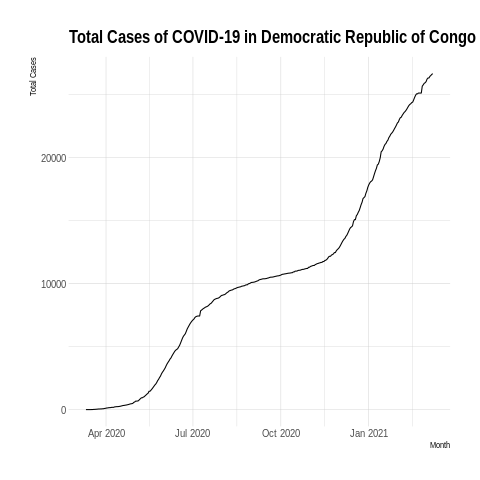 Total Cases of COVID-19 in Democratic Republic of Congo
Total Cases
20000
10000
0
Apr 2020
Jul 2020
Oct 2020
Jan 2021
Month